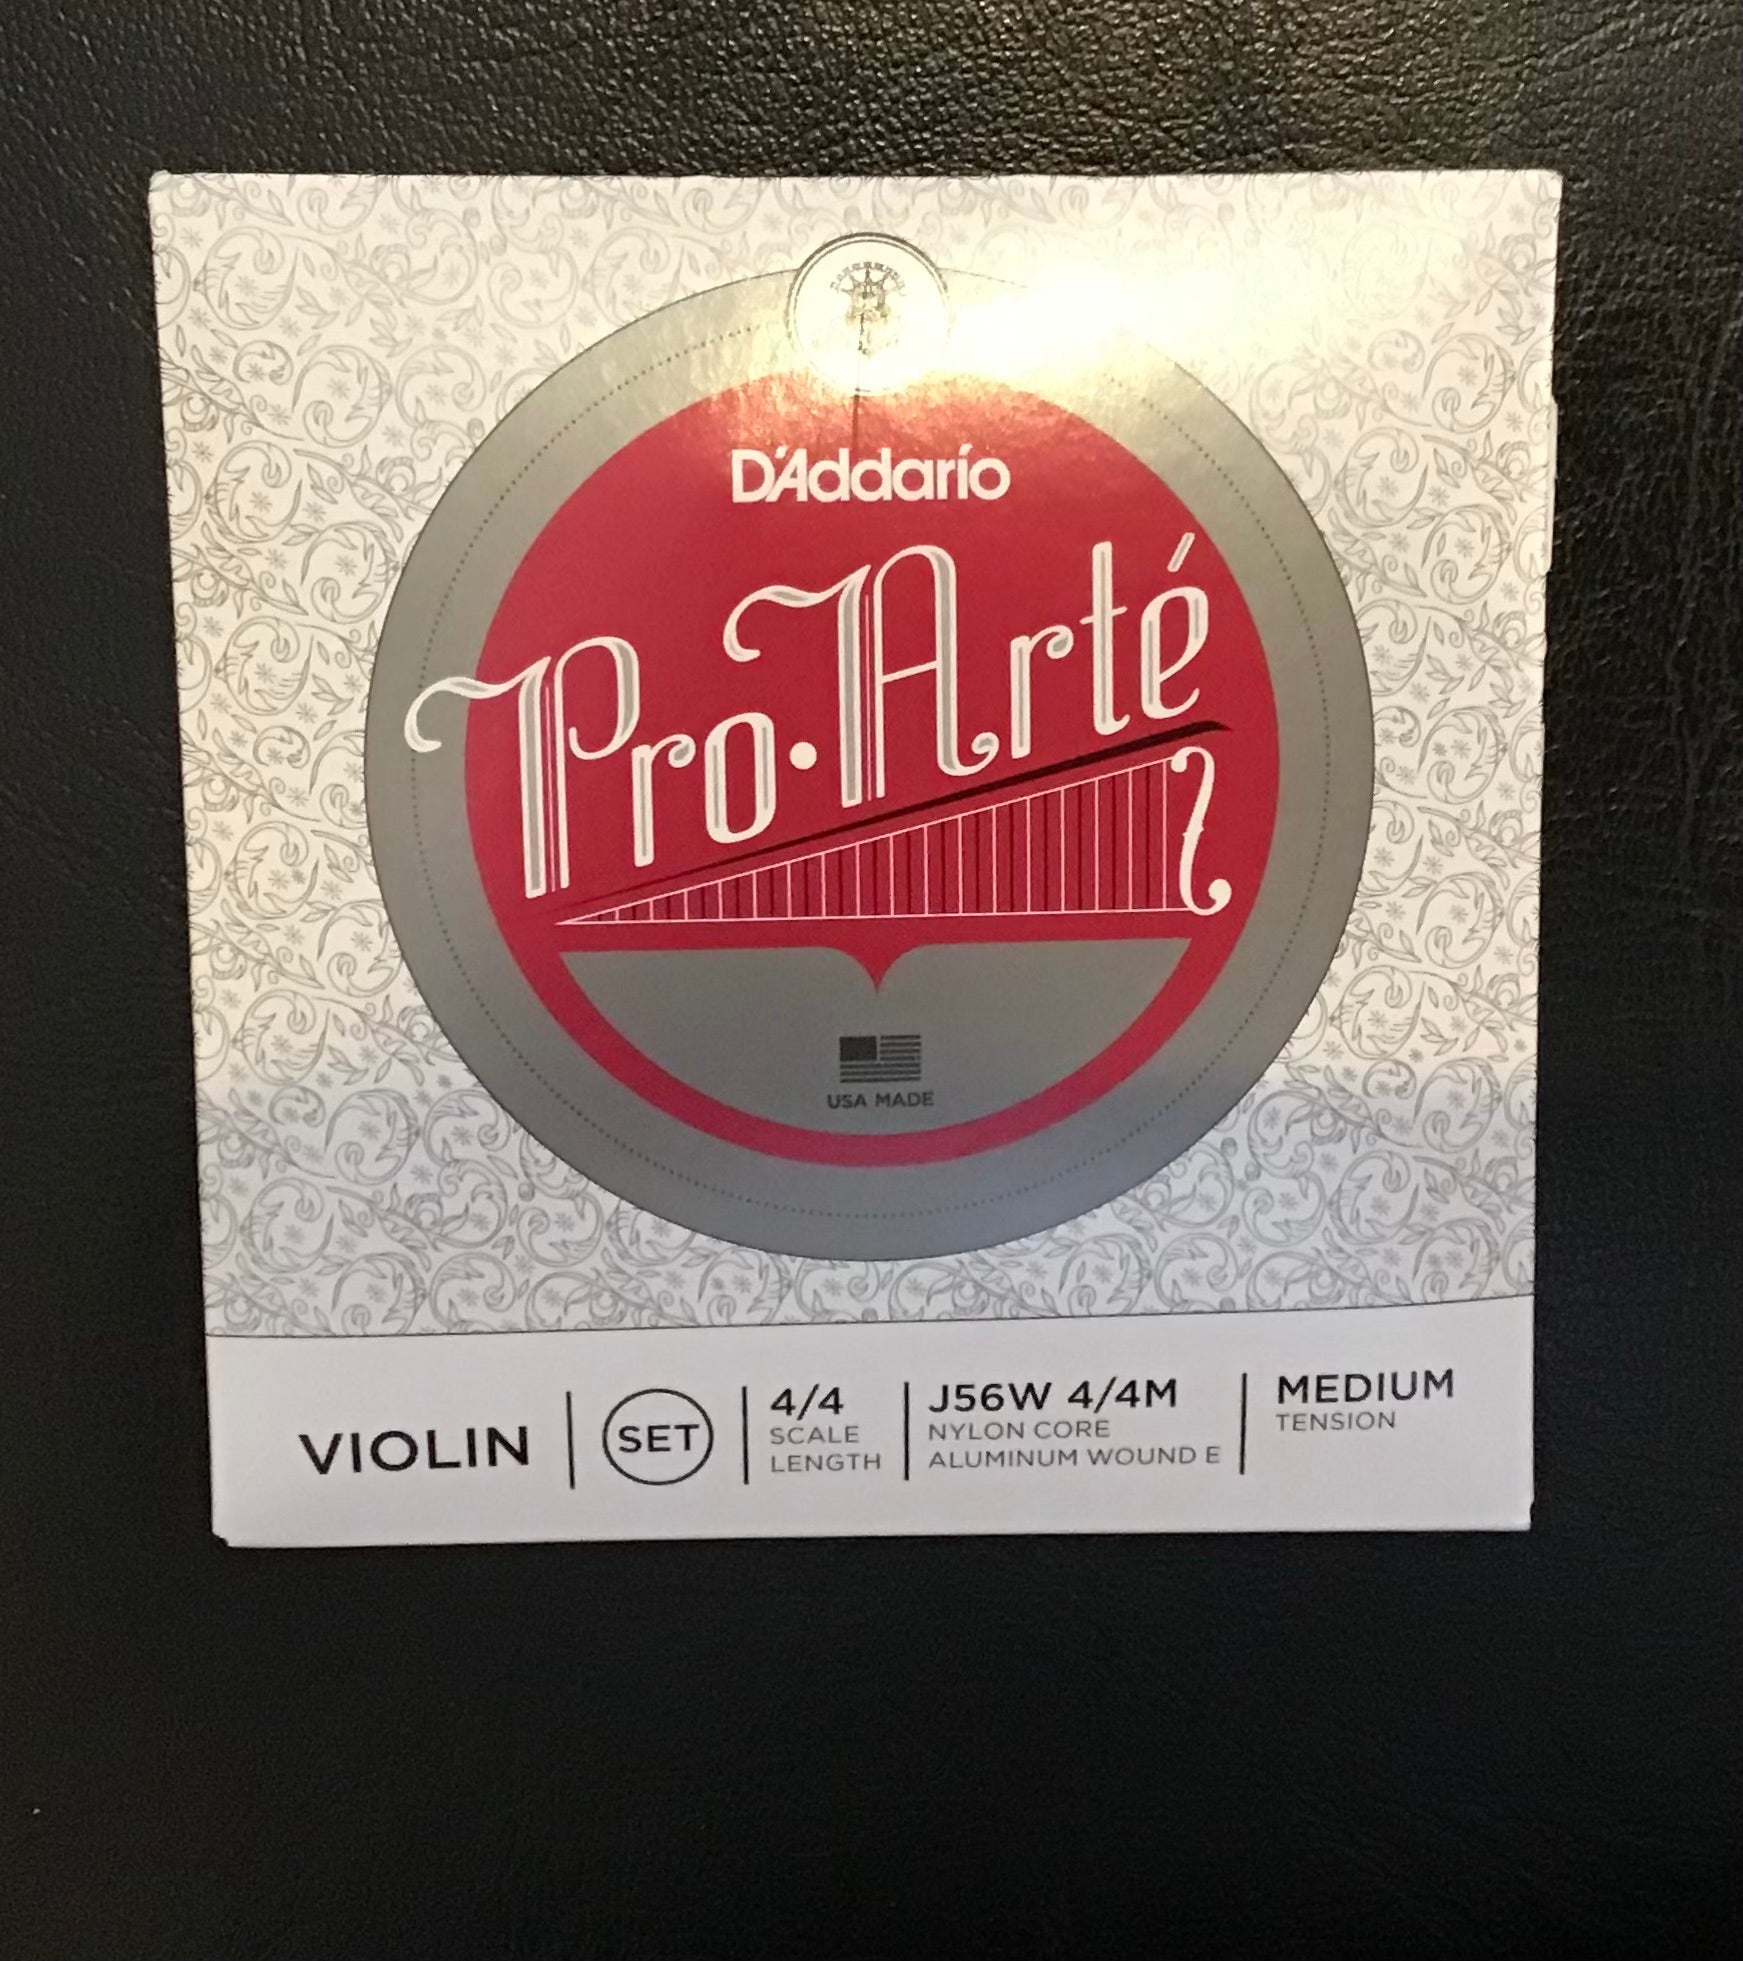 D'Addario
Pro·Arté
USA MADE
VIOLIN
SET
4/4
SCALE
LENGTH
J56W 4/4M
NYLON CORE
ALUMINUM WOUND E
MEDIUM
TENSION